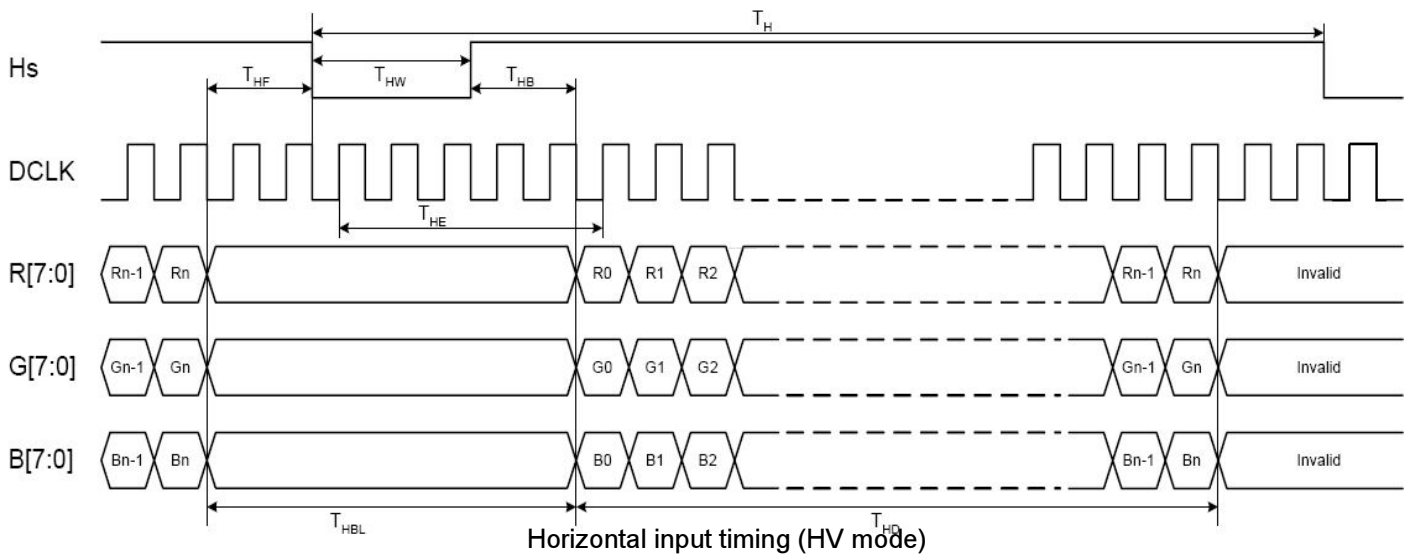 T_H
Hs
T_HF T_HW T_HB
DCLK
T_HE
R[7:0] Rn-1 Rn R0 R1 R2 Rn-1 Rn Invalid
G[7:0] Gn-1 Gn G0 G1 G2 Gn-1 Gn Invalid
B[7:0] Bn-1 Bn B0 B1 B2 Bn-1 Bn Invalid
T_HBL T_HD
Horizontal input timing (HV mode)